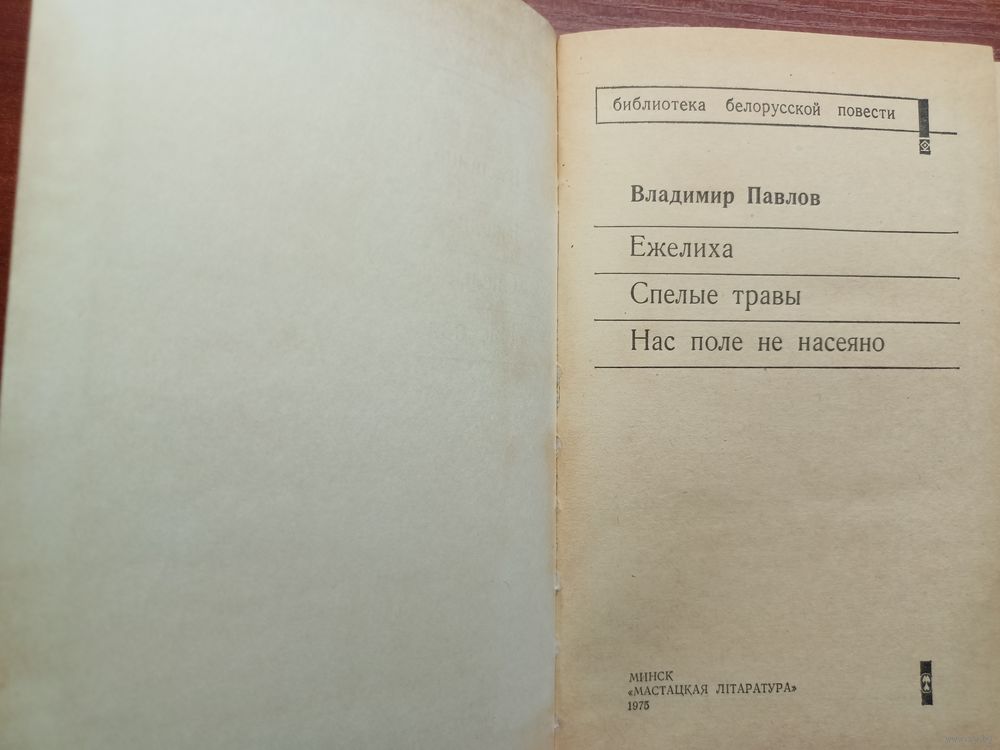 библиотека белорусской повести
Владимир Павлов
Ежелиха
Спелые травы
Нас поле не насеяно
МИНСК
«МАСТАЦКАЯ ЛІТАРАТУРА»
1975